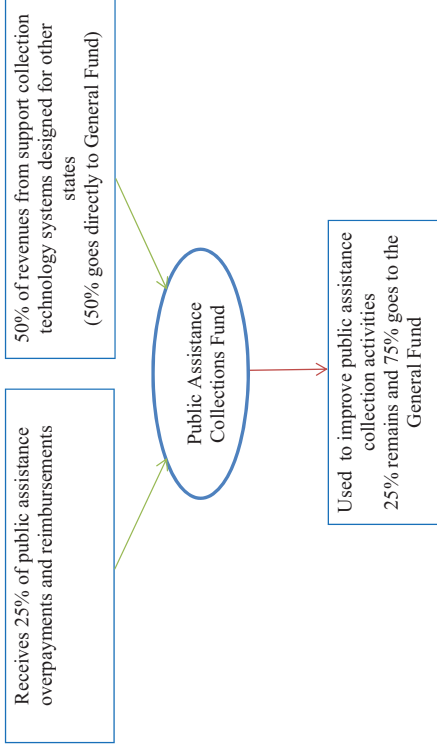 Receives 25% of public assistance
overpayments and reimbursements
50% of revenues from support collection
technology systems designed for other
states
(50% goes directly to General Fund)
Public Assistance
Collections Fund
Used to improve public assistance
collection activities
25% remains and 75% goes to the
General Fund